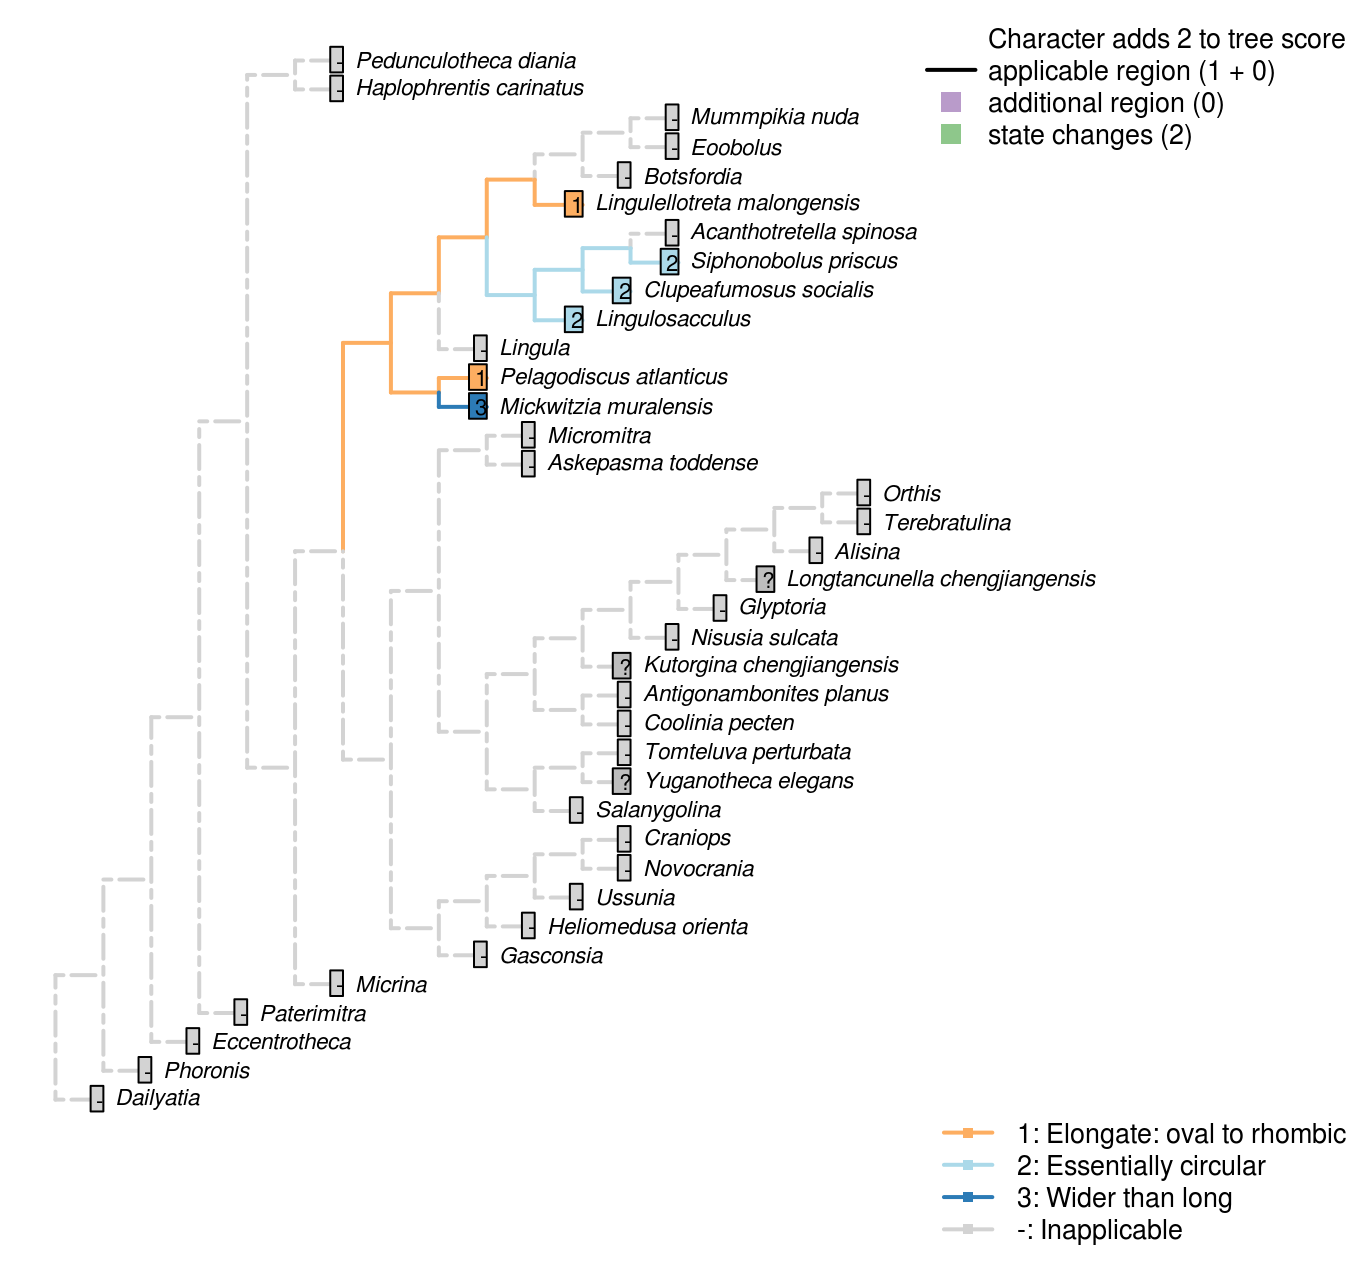 Character adds 2 to tree score
applicable region (1 + 0)
additional region (0)
state changes (2)
- Pedunculotheca diania
- Haplophrentis carinatus
- Mummpikia nuda
- Eoobolus
- Botsfordia
1 Lingulellotreta malongensis
- Acanthotretella spinosa
2 Siphonobolus priscus
2 Clupeafumosus socialis
2 Lingulosacculus
- Lingula
1 Pelagodiscus atlanticus
3 Mickwitzia muralensis
- Micromitra
- Askepasma toddense
- Orthis
- Terebratulina
- Alisina
? Longtancunella chengjiangensis
- Glyptoria
- Nisusia sulcata
? Kutorgina chengjiangensis
- Antigonambonites planus
- Coolinia pecten
- Tomteluva perturbata
? Yuganotheca elegans
- Salanygolina
- Craniops
- Novocrania
- Ussunia
- Heliomedusa orienta
- Gasconsia
- Micrina
- Paterimitra
- Eccentrotheca
- Phoronis
- Dailyatia
1: Elongate: oval to rhombic
2: Essentially circular
3: Wider than long
-: Inapplicable